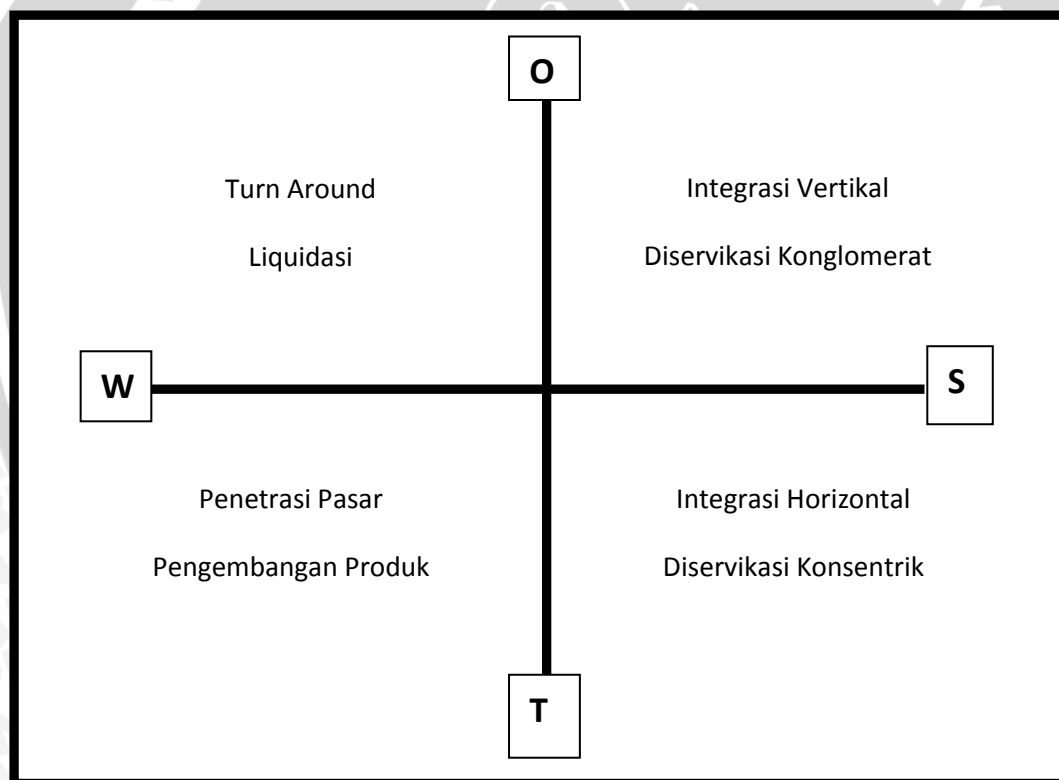 O
Turn Around
Integrasi Vertikal
Liquidasi
Diservikasi Konglomerat
W
S
Penetrasi Pasar
Integrasi Horizontal
Pengembangan Produk
Diservikasi Konsentrik
T